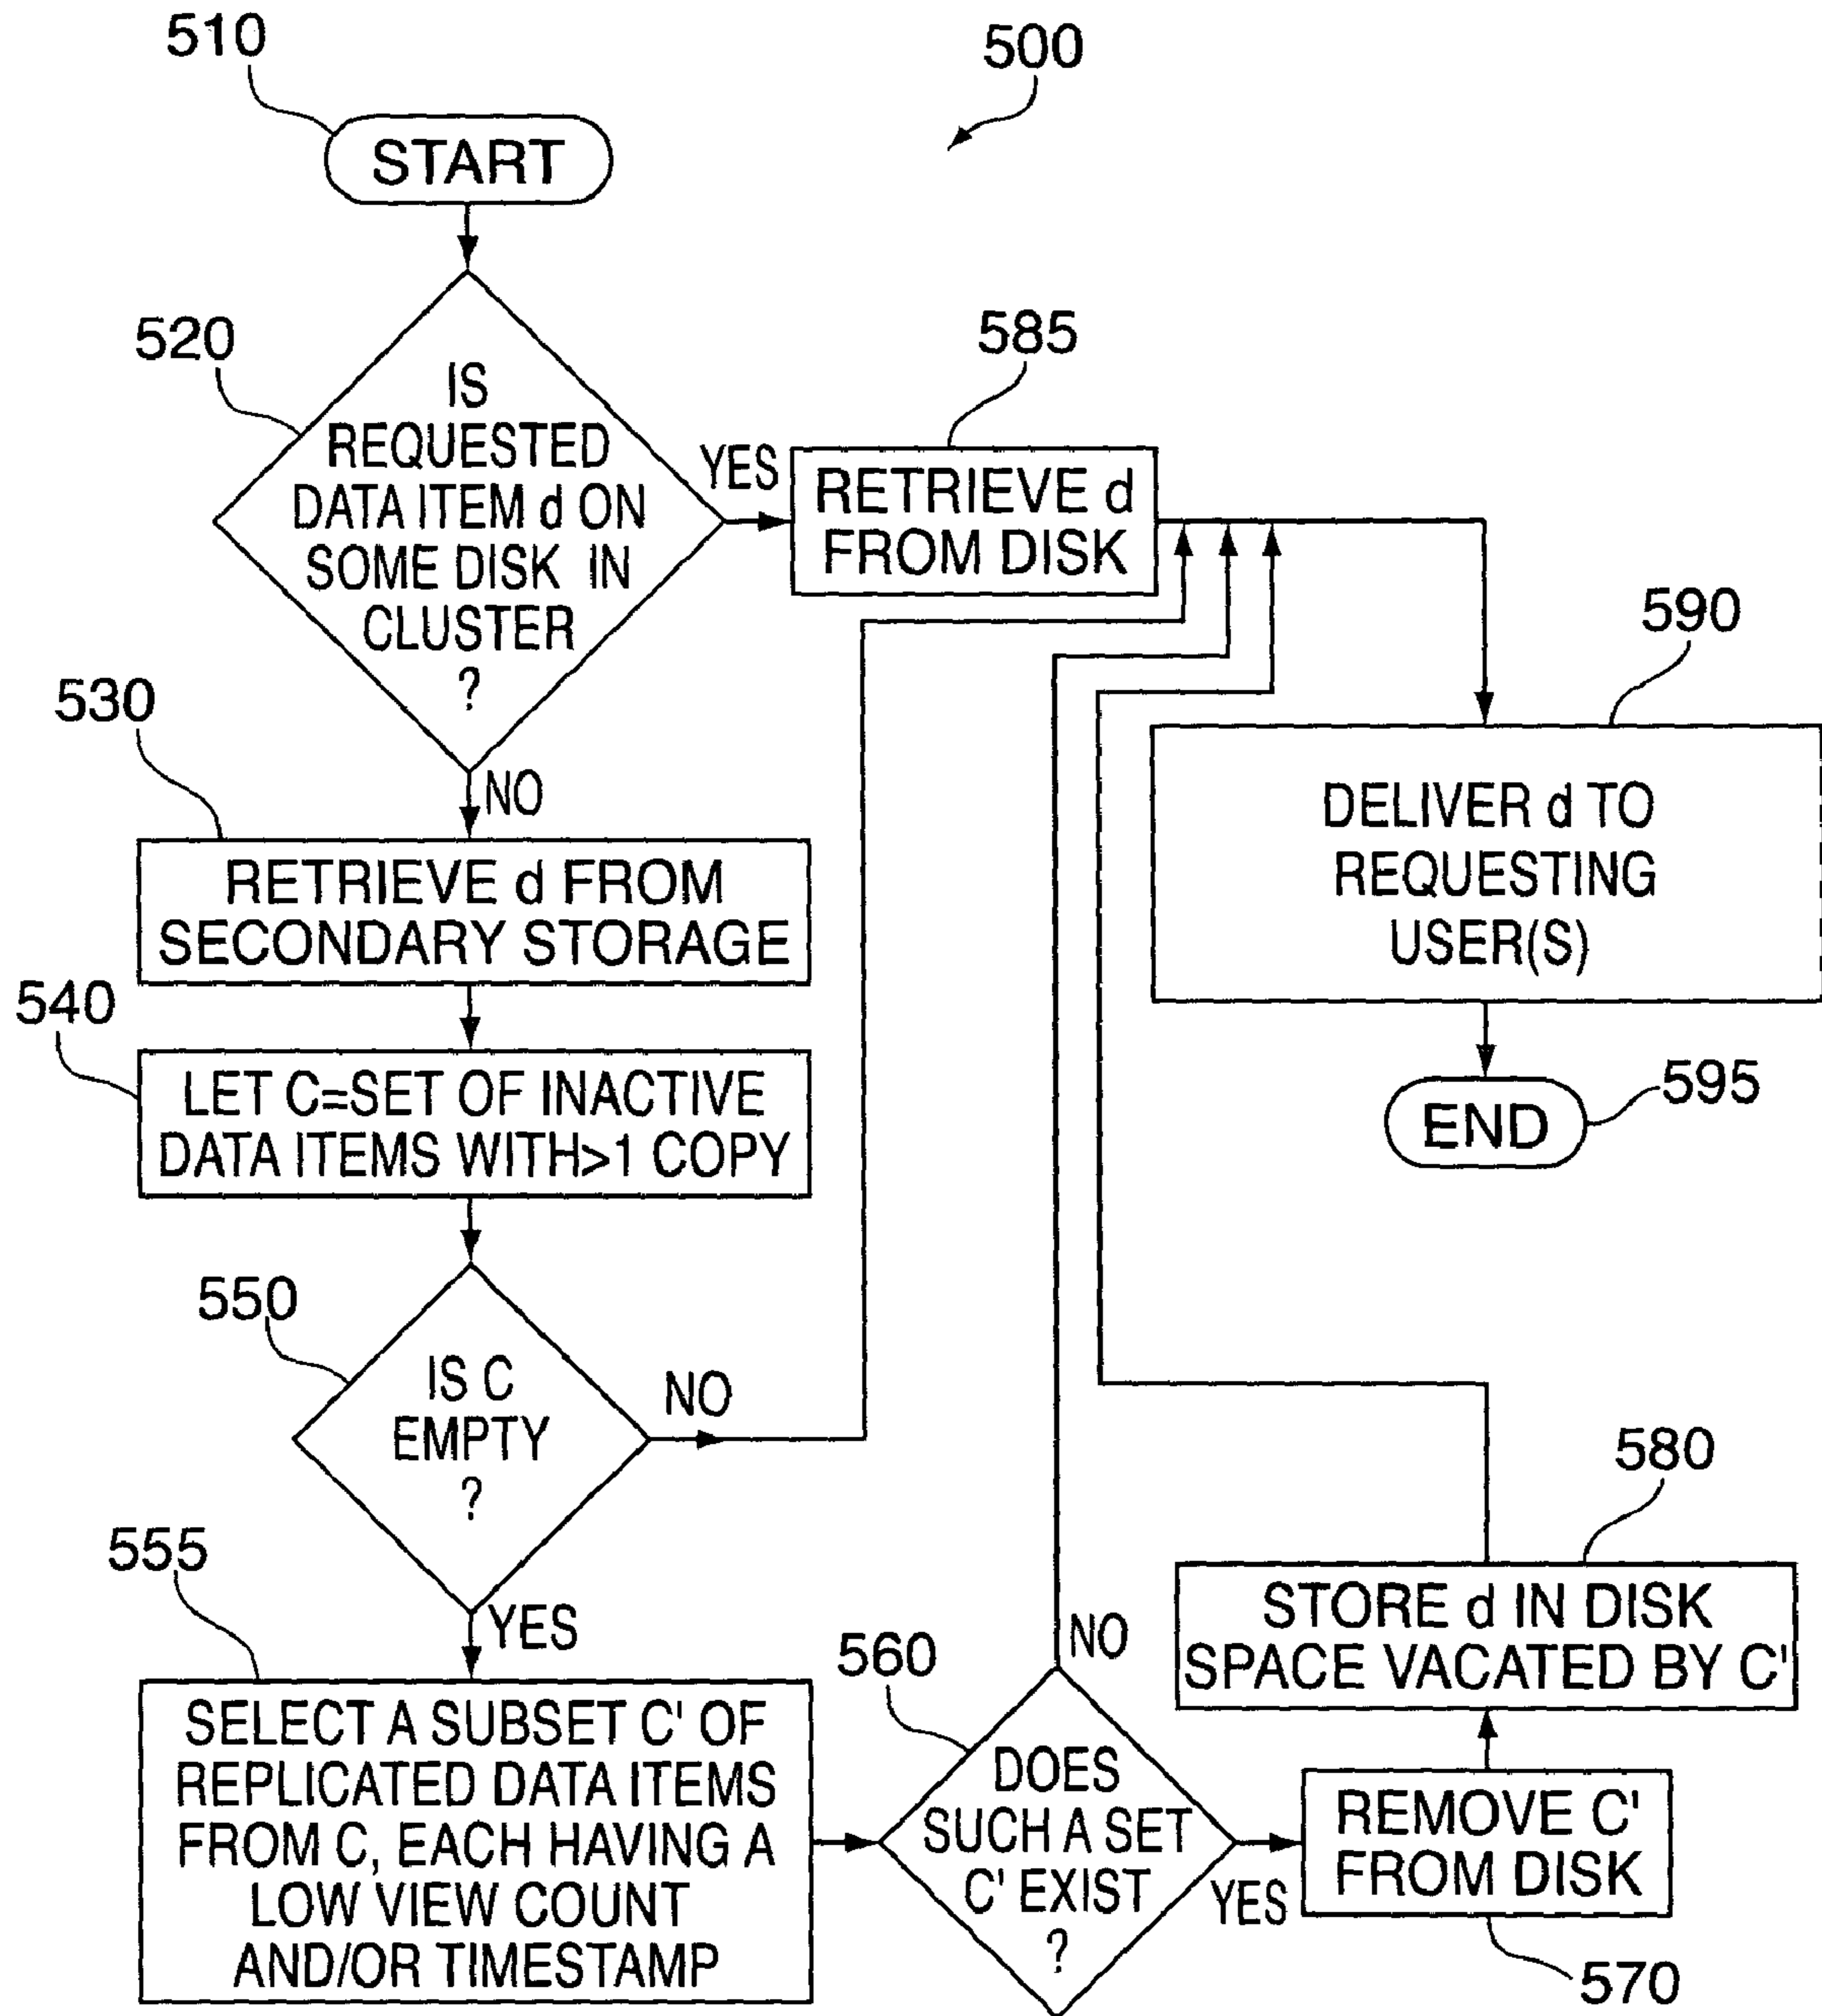 510
500
START
520
IS
REQUESTED
DATA ITEM d ON
SOME DISK IN
CLUSTER
?
YES
585
RETRIEVE d
FROM DISK
590
DELIVER d TO
REQUESTING
USER(S)
END
595
NO
530
RETRIEVE d FROM
SECONDARY STORAGE
540
LET C=SET OF INACTIVE
DATA ITEMS WITH>1 COPY
550
IS C
EMPTY
?
NO
YES
555
SELECT A SUBSET C' OF
REPLICATED DATA ITEMS
FROM C, EACH HAVING A
LOW VIEW COUNT
AND/OR TIMESTAMP
560
DOES
SUCH A SET
C' EXIST
?
NO
YES
REMOVE C'
FROM DISK
570
580
STORE d IN DISK
SPACE VACATED BY C'